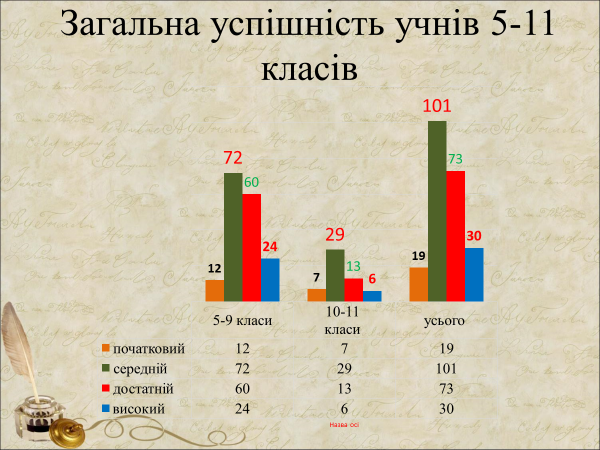 Загальна успішність учнів 5-11
класів
101
72
73
60
29
30
24
19
12
13
7
6
5-9 класи
10-11
класи
усього
початковий 12 7 19
середній 72 29 101
достатній 60 13 73
високий 24 6 30
Назва осі